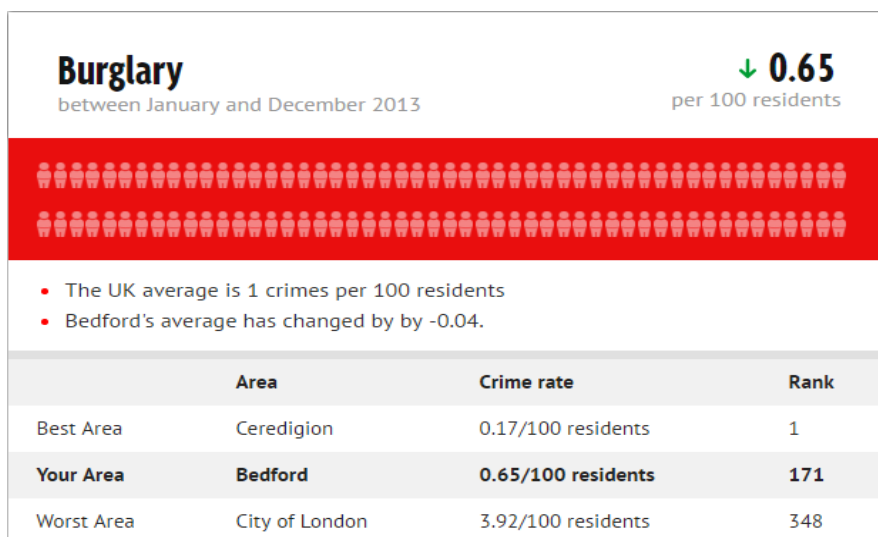 Burglary ↓ 0.65
between January and December 2013 per 100 residents
• The UK average is 1 crimes per 100 residents
• Bedford's average has changed by by -0.04.
Area Crime rate Rank
Best Area Ceredigion 0.17/100 residents 1
Your Area Bedford 0.65/100 residents 171
Worst Area City of London 3.92/100 residents 348